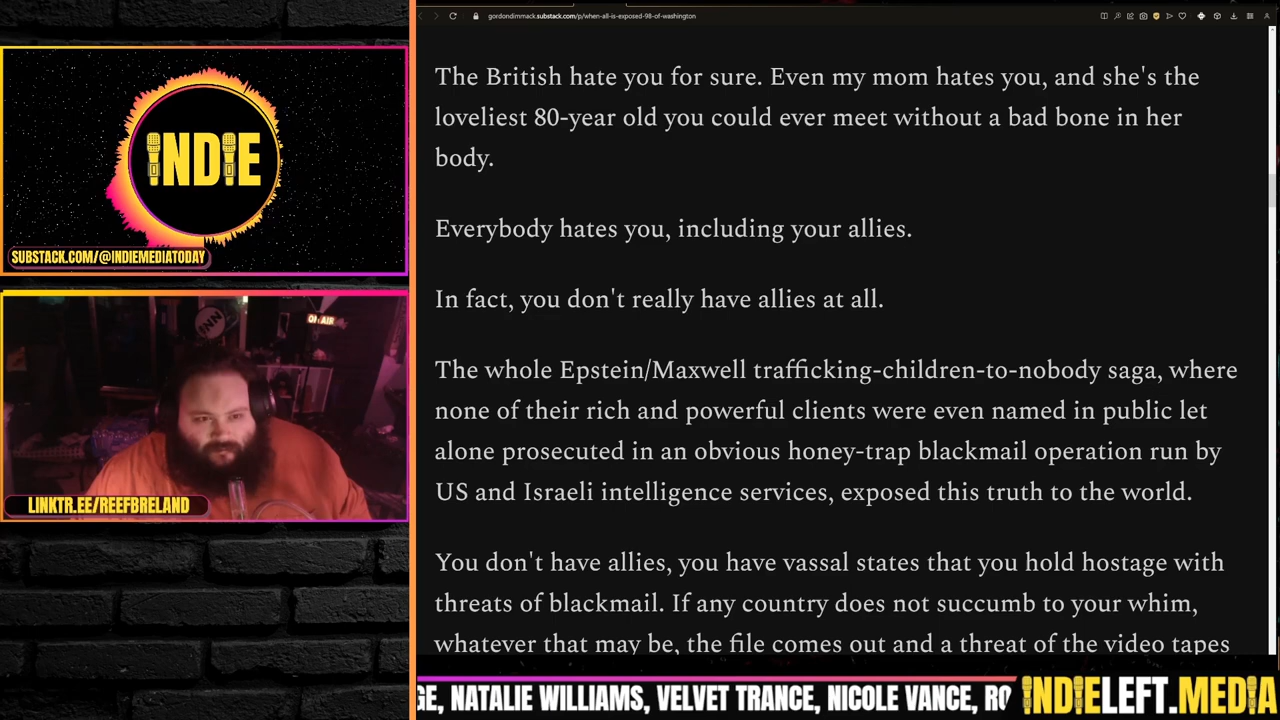 gordondimmack.substack.com/p/when-all-is-exposed-98-of-washington
The British hate you for sure. Even my mom hates you, and she's the
loveliest 80-year old you could ever meet without a bad bone in her
body.
Everybody hates you, including your allies.
In fact, you don't really have allies at all.
The whole Epstein/Maxwell trafficking-children-to-nobody saga, where
none of their rich and powerful clients were even named in public let
alone prosecuted in an obvious honey-trap blackmail operation run by
US and Israeli intelligence services, exposed this truth to the world.
You don't have allies, you have vassal states that you hold hostage with
threats of blackmail. If any country does not succumb to your whim,
whatever that may be, the file comes out and a threat of the video tapes
INDIE
SUBSTACK.COM/@INDIEMEDIATODAY
INN
ON AIR
LINKTR.EE/REEFBRELAND
GE, NATALIE WILLIAMS, VELVET TRANCE, NICOLE VANCE, RO
INDIELEFT.MEDIA